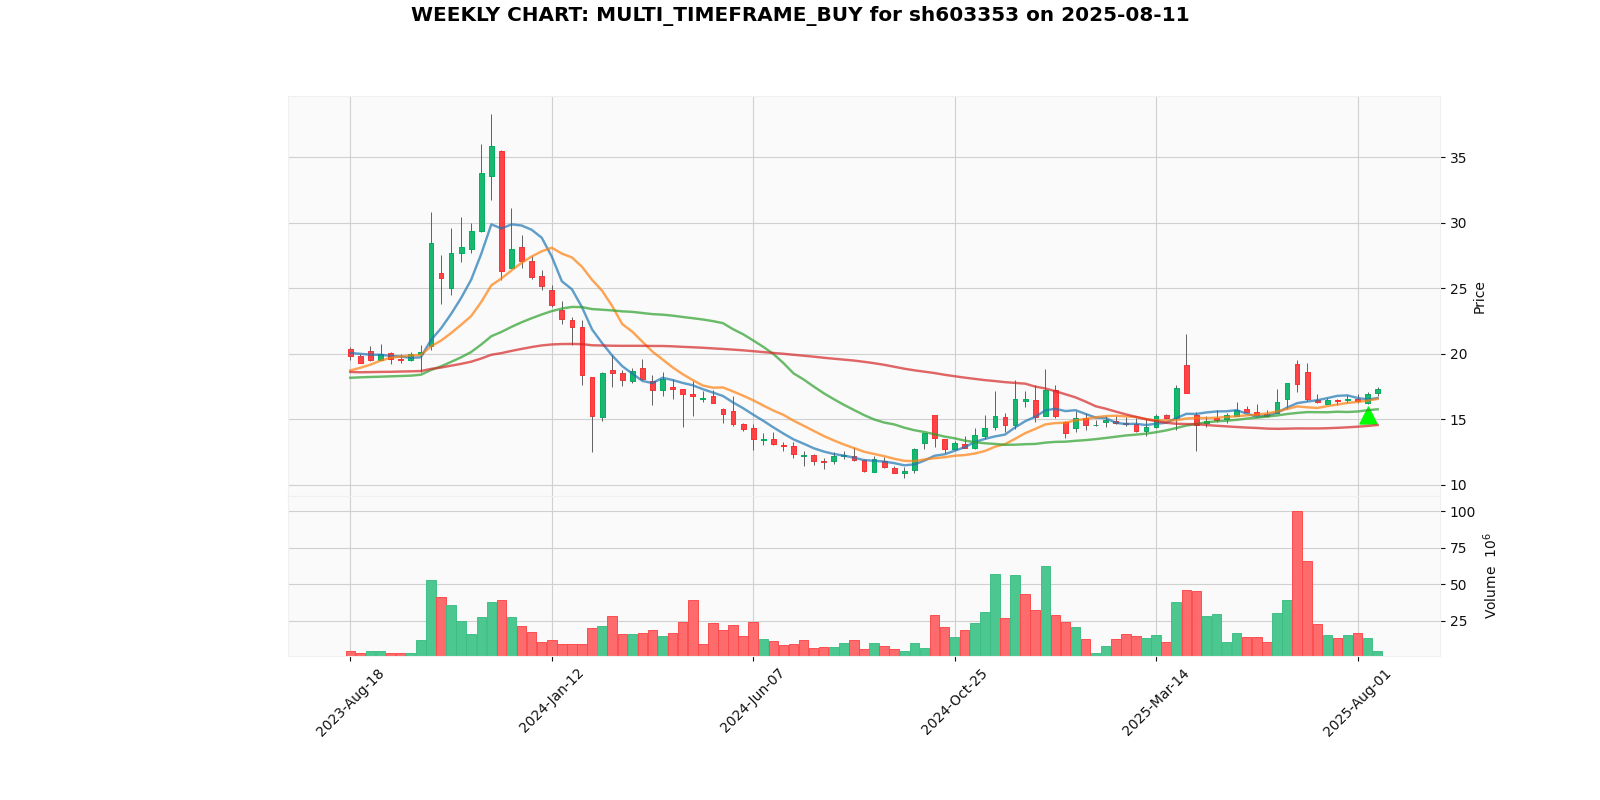 WEEKLY CHART: MULTI_TIMEFRAME_BUY for sh603353 on 2025-08-11
35
30
25
20
15
10
Price
100
75
50
25
Volume 10^6
2023-Aug-18
2024-Jan-12
2024-Jun-07
2024-Oct-25
2025-Mar-14
2025-Aug-01